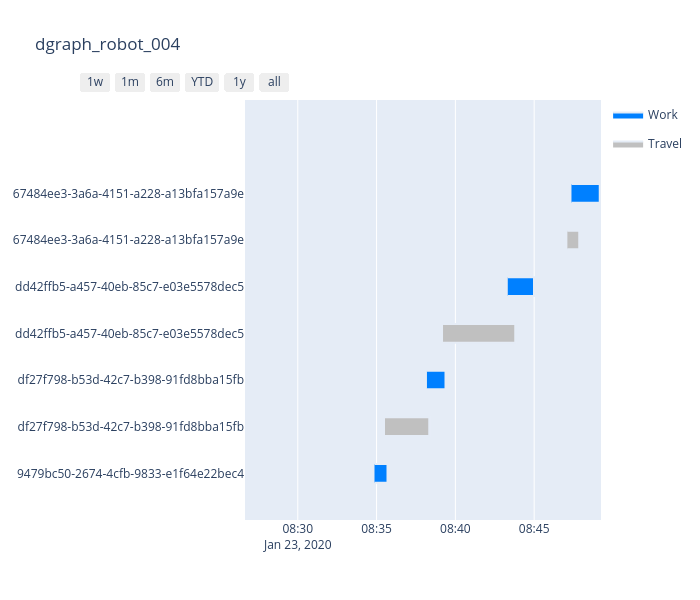 dgraph_robot_004
1w 1m 6m YTD 1y all
Work
Travel
67484ee3-3a6a-4151-a228-a13bfa157a9e
67484ee3-3a6a-4151-a228-a13bfa157a9e
dd42ffb5-a457-40eb-85c7-e03e5578dec5
dd42ffb5-a457-40eb-85c7-e03e5578dec5
df27f798-b53d-42c7-b398-91fd8bba15fb
df27f798-b53d-42c7-b398-91fd8bba15fb
9479bc50-2674-4cfb-9833-e1f64e22bec4
08:30 08:35 08:40 08:45
Jan 23, 2020